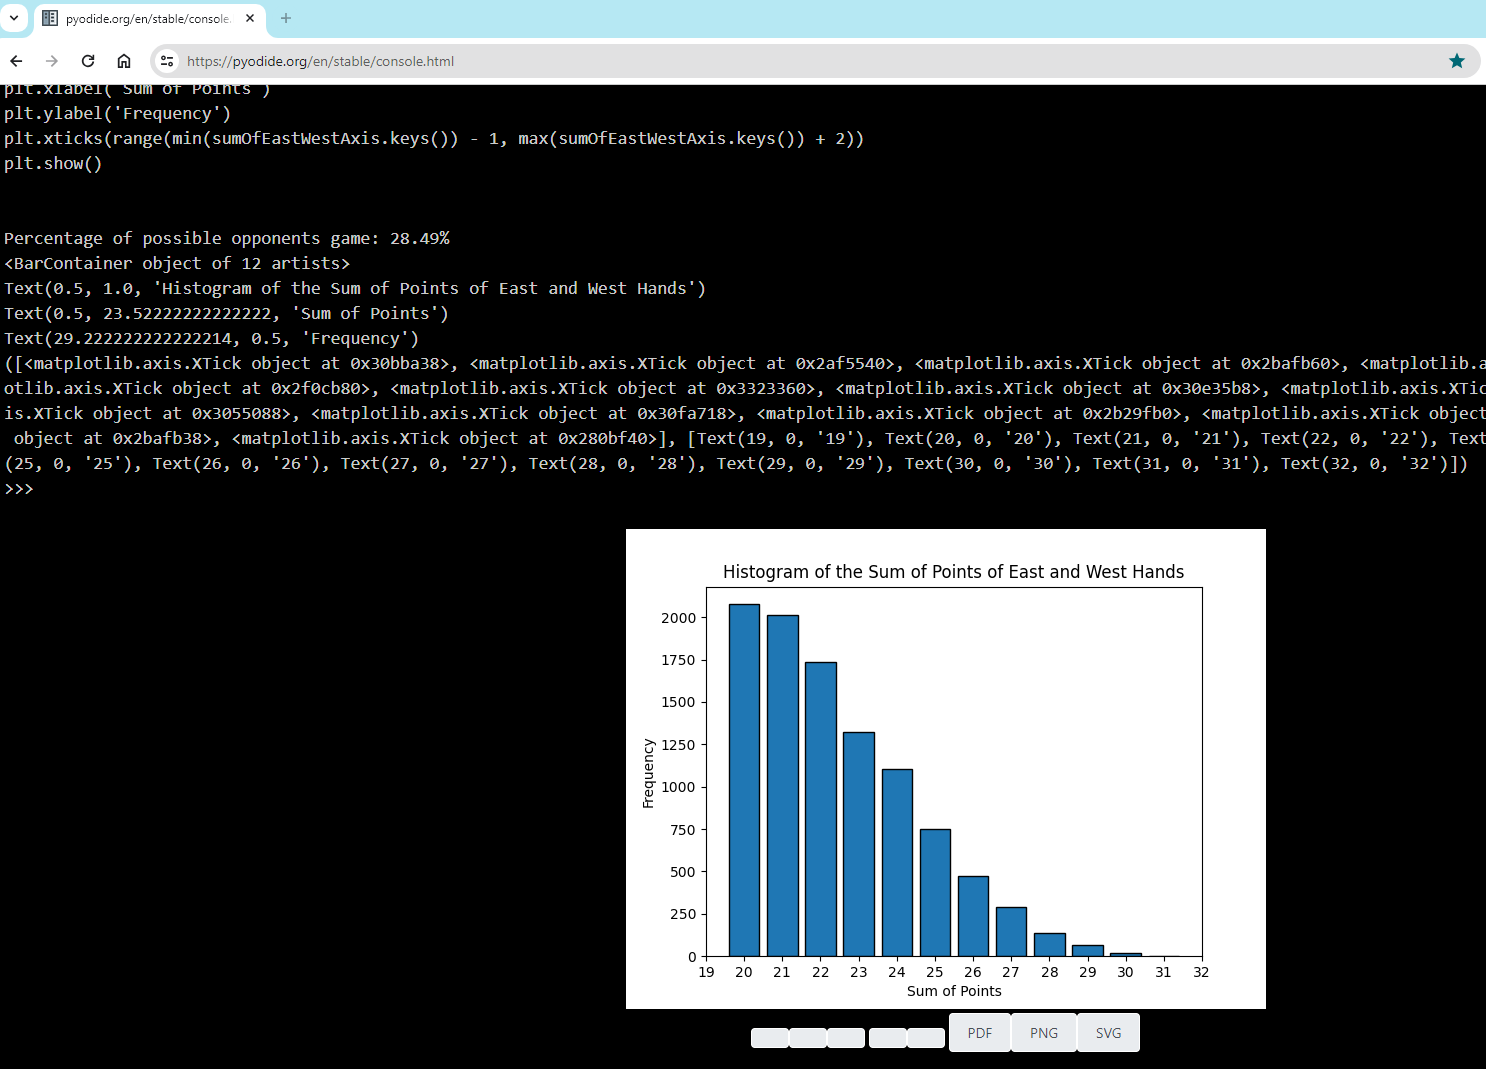 pyodide.org/en/stable/console.
https://pyodide.org/en/stable/console.html
plt.xlabel('Sum of Points')
plt.ylabel('Frequency')
plt.xticks(range(min(sumOfEastWestAxis.keys()) - 1, max(sumOfEastWestAxis.keys()) + 2))
plt.show()
Percentage of possible opponents game: 28.49%
<BarContainer object of 12 artists>
Text(0.5, 1.0, 'Histogram of the Sum of Points of East and West Hands')
Text(0.5, 23.52222222222222, 'Sum of Points')
Text(29.222222222222214, 0.5, 'Frequency')
([<matplotlib.axis.XTick object at 0x30bba38>, <matplotlib.axis.XTick object at 0x2af5540>, <matplotlib.axis.XTick object at 0x2bafb60>, <matplotlib.a
otlib.axis.XTick object at 0x2f0cb80>, <matplotlib.axis.XTick object at 0x3323360>, <matplotlib.axis.XTick object at 0x30e35b8>, <matplotlib.axis.XTic
is.XTick object at 0x3055088>, <matplotlib.axis.XTick object at 0x30fa718>, <matplotlib.axis.XTick object at 0x2b29fb0>, <matplotlib.axis.XTick object
object at 0x2bafb38>, <matplotlib.axis.XTick object at 0x280bf40>], [Text(19, 0, '19'), Text(20, 0, '20'), Text(21, 0, '21'), Text(22, 0, '22'), Text
(25, 0, '25'), Text(26, 0, '26'), Text(27, 0, '27'), Text(28, 0, '28'), Text(29, 0, '29'), Text(30, 0, '30'), Text(31, 0, '31'), Text(32, 0, '32')])
>>>
Histogram of the Sum of Points of East and West Hands
2000
1750
1500
1250
1000
750
500
250
0
Frequency
19 20 21 22 23 24 25 26 27 28 29 30 31 32
Sum of Points
PDF PNG SVG